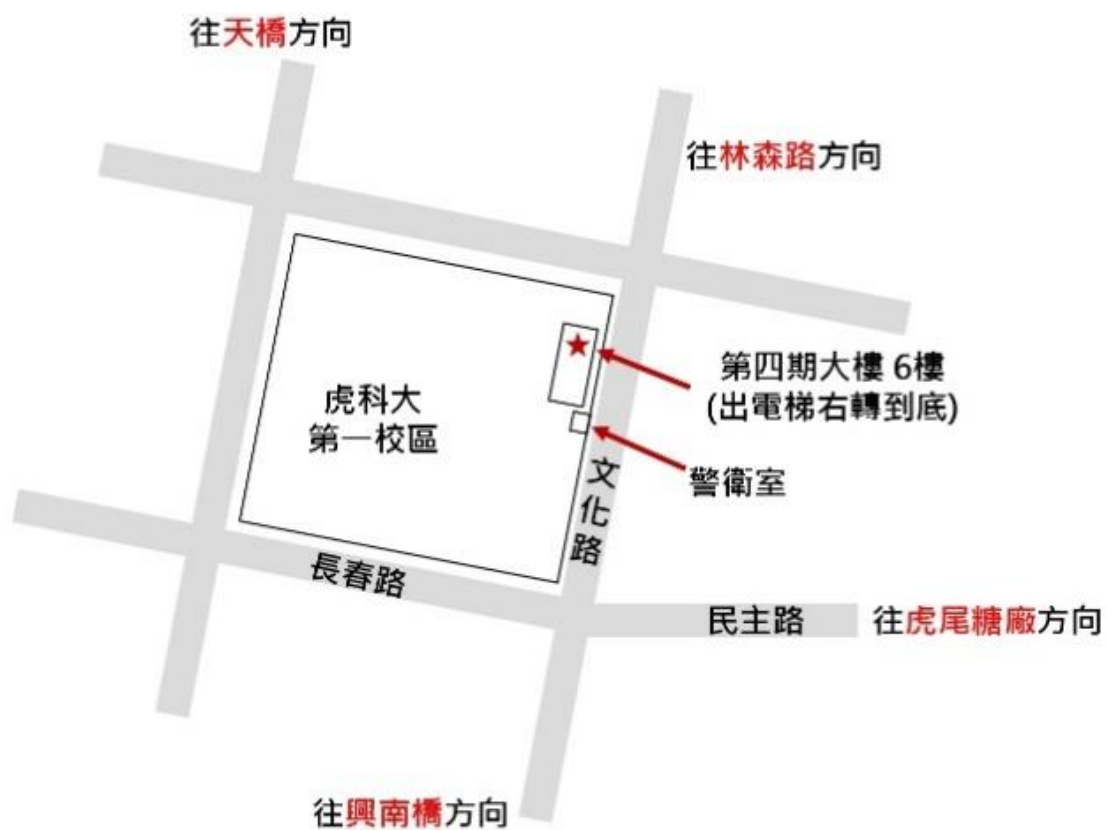 往天橋方向
往林森路方向
第四期大樓 6樓
(出電梯右轉到底)
虎科大
第一校區
警衛室
文化路
長春路
民主路
往虎尾糖廠方向
往興南橋方向